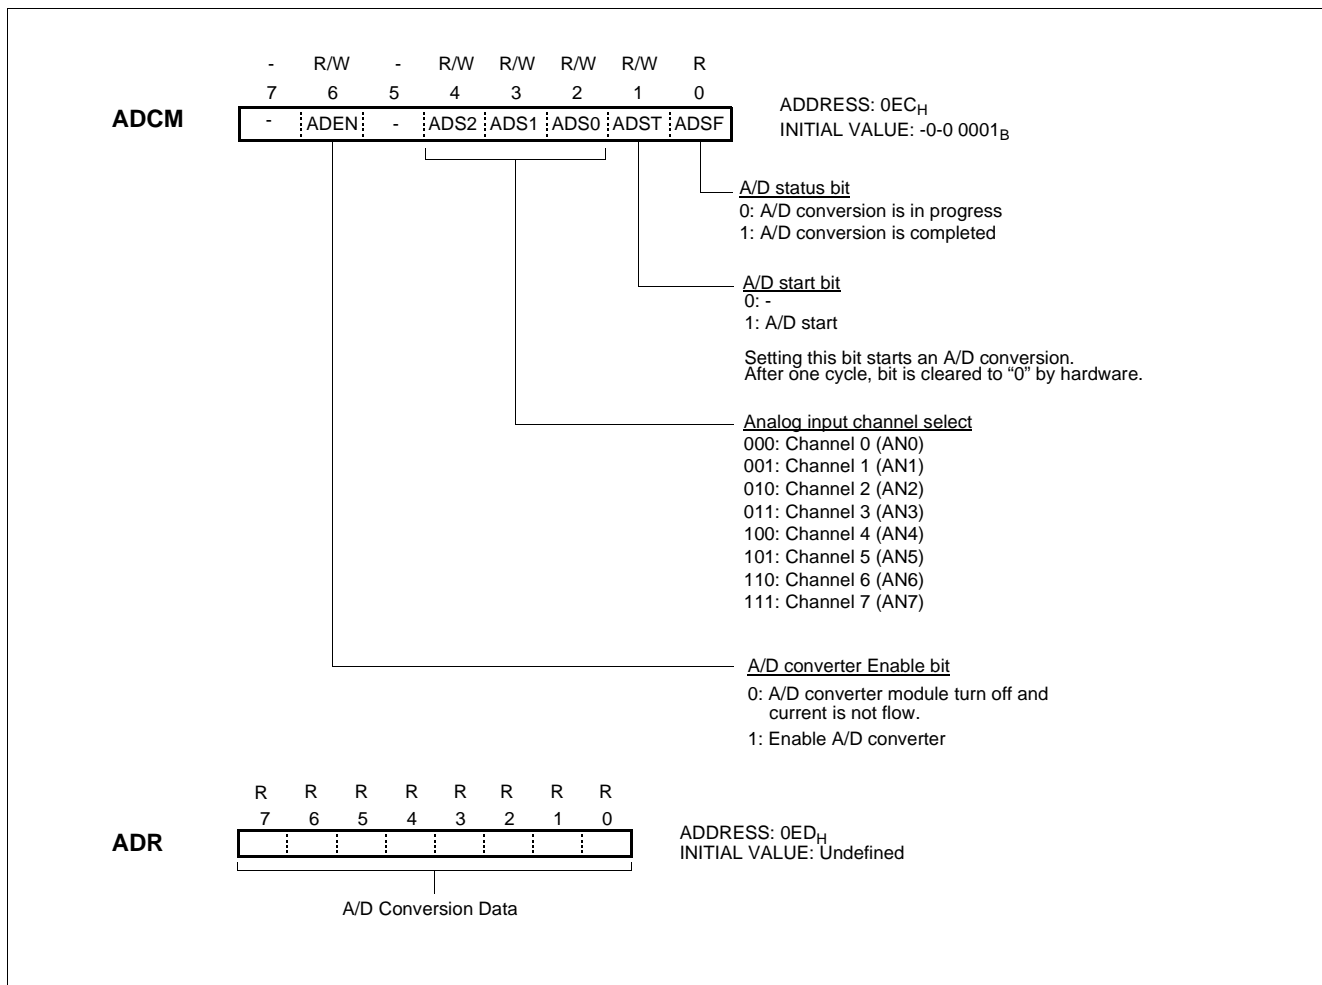 - R/W - R/W R/W R/W R/W R
7 6 5 4 3 2 1 0
ADCM
- ADEN - ADS2 ADS1 ADS0 ADST ADSF
ADDRESS: 0ECH
INITIAL VALUE: -0-0 0001B
A/D status bit
0: A/D conversion is in progress
1: A/D conversion is completed
A/D start bit
0: -
1: A/D start
Setting this bit starts an A/D conversion.
After one cycle, bit is cleared to “0” by hardware.
Analog input channel select
000: Channel 0 (AN0)
001: Channel 1 (AN1)
010: Channel 2 (AN2)
011: Channel 3 (AN3)
100: Channel 4 (AN4)
101: Channel 5 (AN5)
110: Channel 6 (AN6)
111: Channel 7 (AN7)
A/D converter Enable bit
0: A/D converter module turn off and
current is not flow.
1: Enable A/D converter
R R R R R R R R
7 6 5 4 3 2 1 0
ADR
ADDRESS: 0EDH
INITIAL VALUE: Undefined
A/D Conversion Data